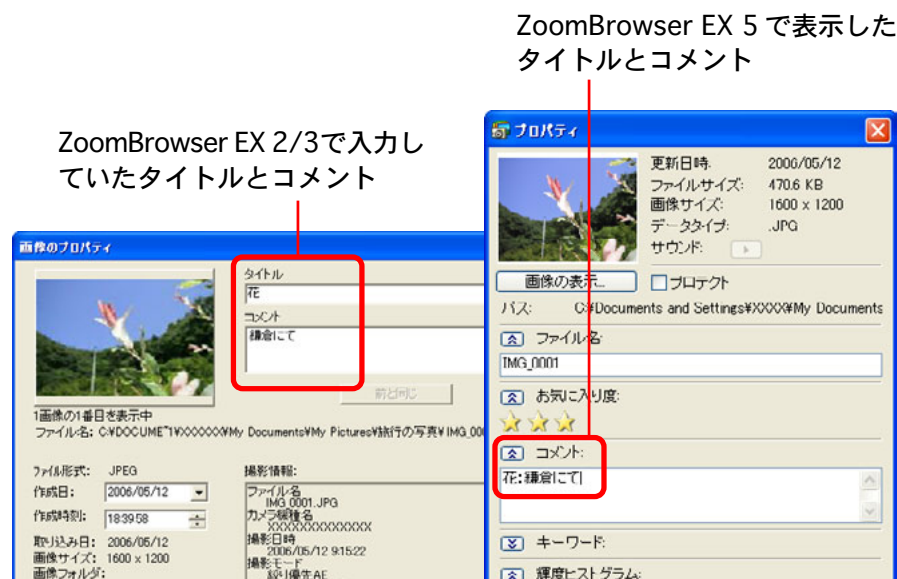 ZoomBrowser EX 5 で表示した
タイトルとコメント
ZoomBrowser EX 2/3で入力し
ていたタイトルとコメント
画像のプロパティ
タイトル
花
コメント
鎌倉にて
前と同じ
1画像の1番目を表示中
ファイル名: C:¥DOCUME~1¥XXXXXX¥My Documents¥My Pictures¥旅行の写真¥IMG_00
ファイル形式: JPEG
作成日: 2006/05/12
作成時刻: 18:39:58
取り込み日: 2006/05/12
画像サイズ: 1600 x 1200
画像フォルダ:
撮影情報:
ファイル名
IMG_0001.JPG
カメラ機種名
XXXXXXXXXXXXX
撮影日時
2006/05/12 9:15:22
撮影モード
絞り優先AE
プロパティ
更新日時: 2006/05/12
ファイルサイズ: 470.6 KB
画像サイズ: 1600 x 1200
データタイプ: .JPG
サウンド:
画像の表示...
プロテクト
パス: C:¥Documents and Settings¥XXXX¥My Documents
ファイル名:
IMG_0001
お気に入り度:
コメント:
花:鎌倉にて
キーワード:
輝度ヒストグラム: